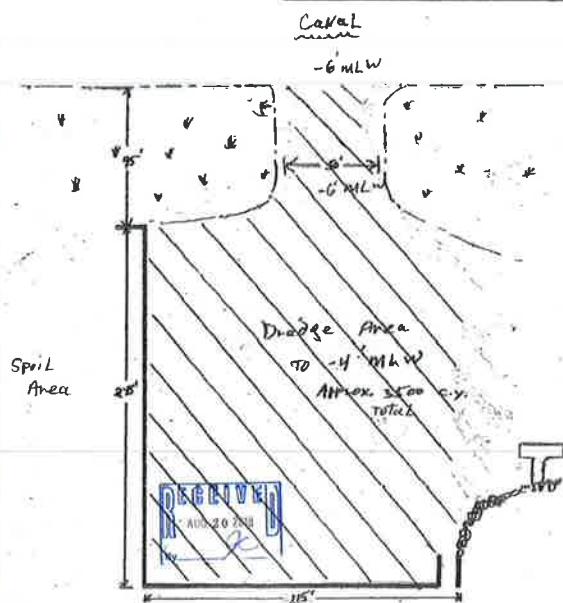 Canal
-6' MLW
95'
-6' MLW
Dredge Area
TO -4' MLW
Approx. 3500 c.y.
Total
Spoil
Area
RECEIVED
AUG 20
By